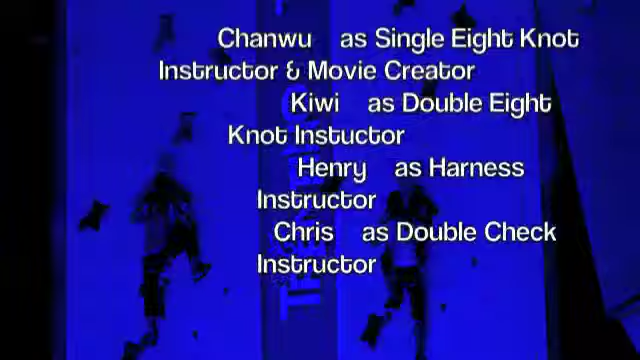 Chanwu as Single Eight Knot
Instructor & Movie Creator
Kiwi as Double Eight
Knot Instuctor
Henry as Harness
Instructor
Chris as Double Check
Instructor